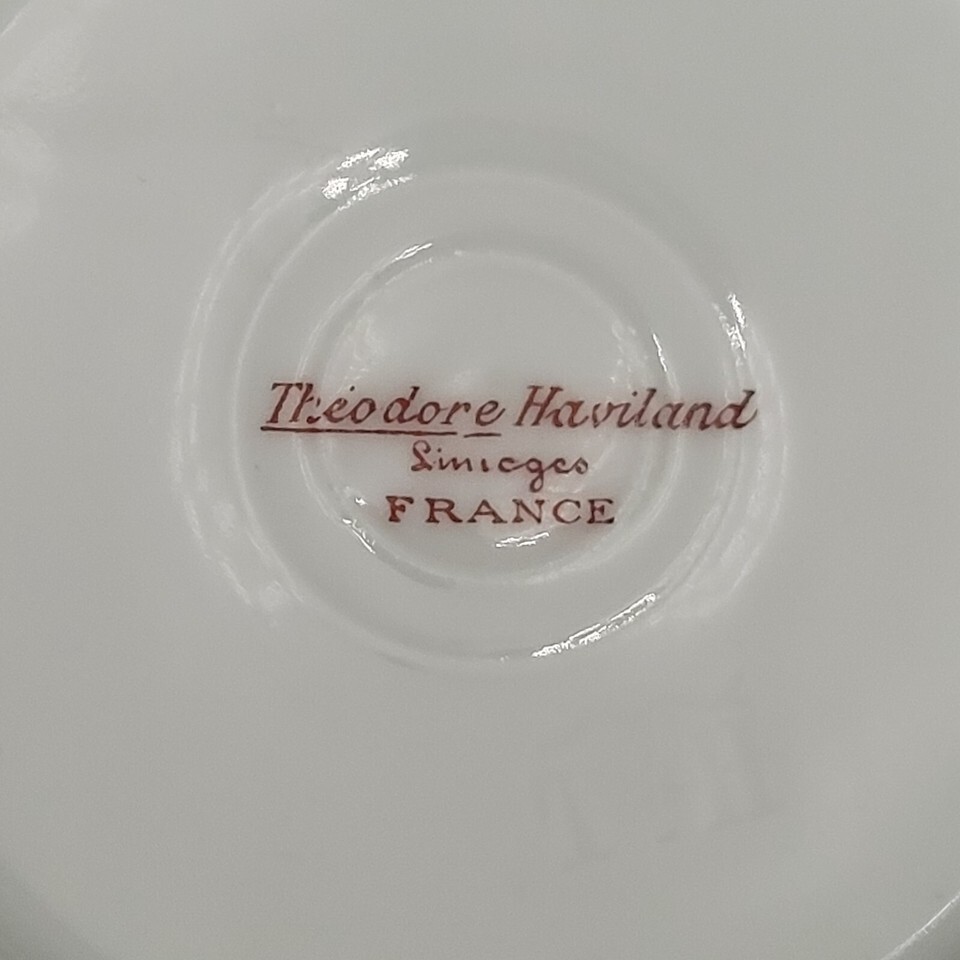 Théodore Haviland
Limoges
FRANCE